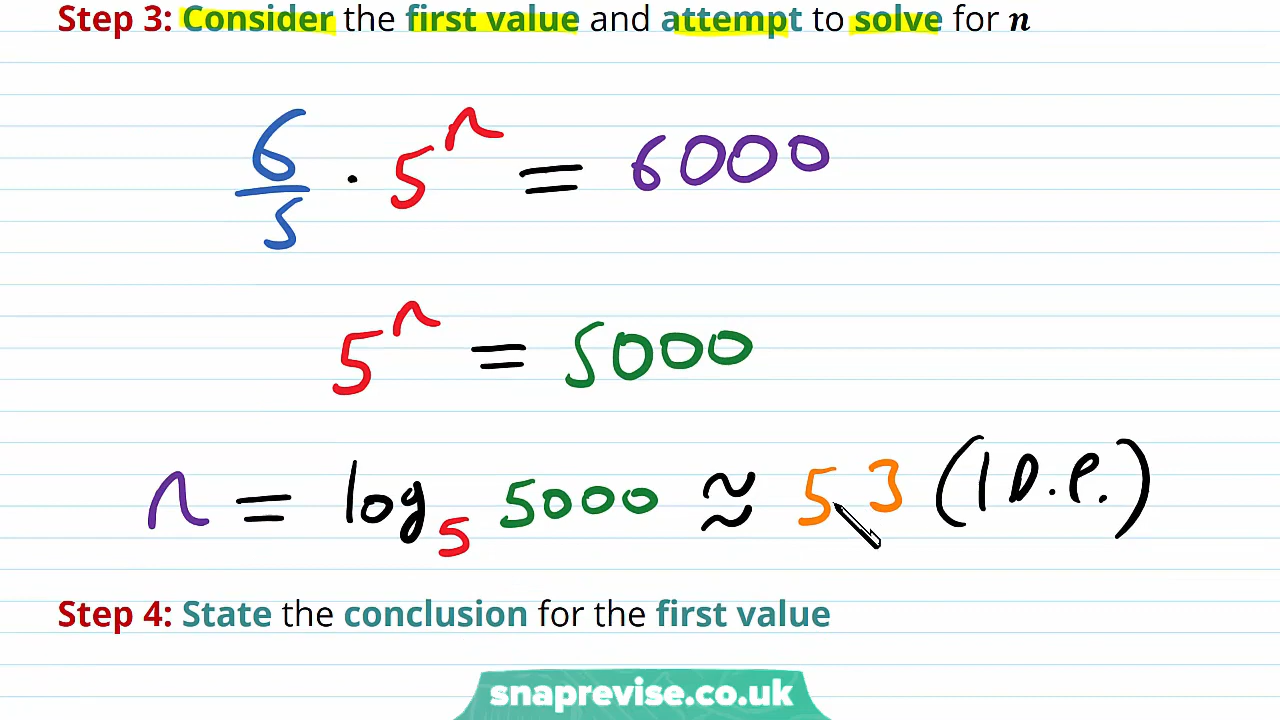 Step 3: Consider the first value and attempt to solve for n
6/5 · 5^n = 6000
5^n = 5000
n = log_5 5000 ≈ 5.3 (1 D.P.)
Step 4: State the conclusion for the first value
snaprevise.co.uk